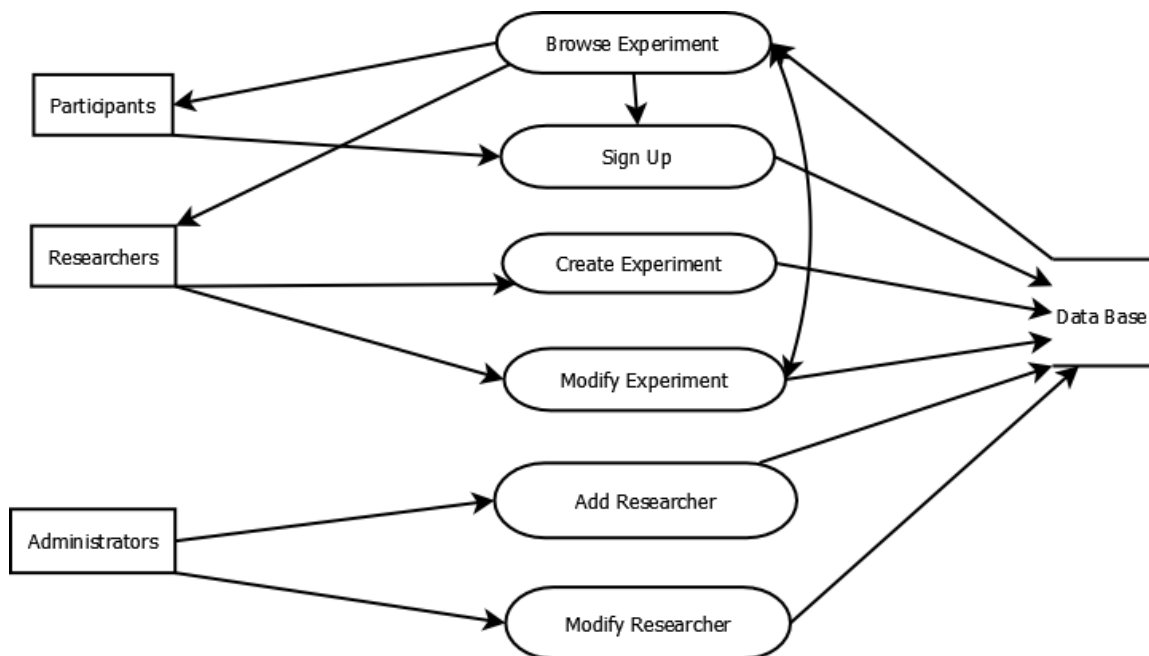 Browse Experiment
Participants
Sign Up
Researchers
Create Experiment
Data Base
Modify Experiment
Add Researcher
Administrators
Modify Researcher